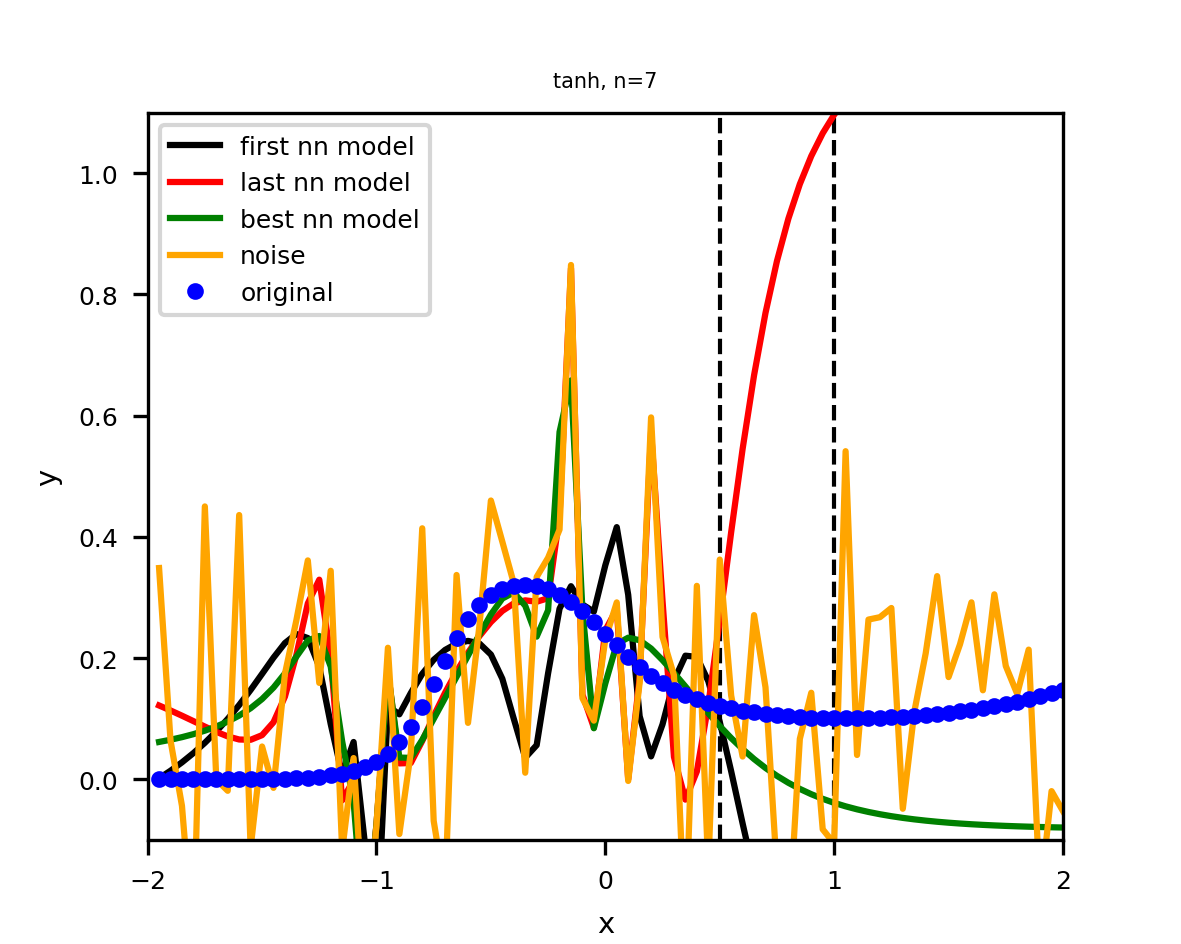 tanh, n=7
first nn model
last nn model
best nn model
noise
original
1.0
0.8
0.6
0.4
0.2
0.0
y
−2
−1
0
1
2
x